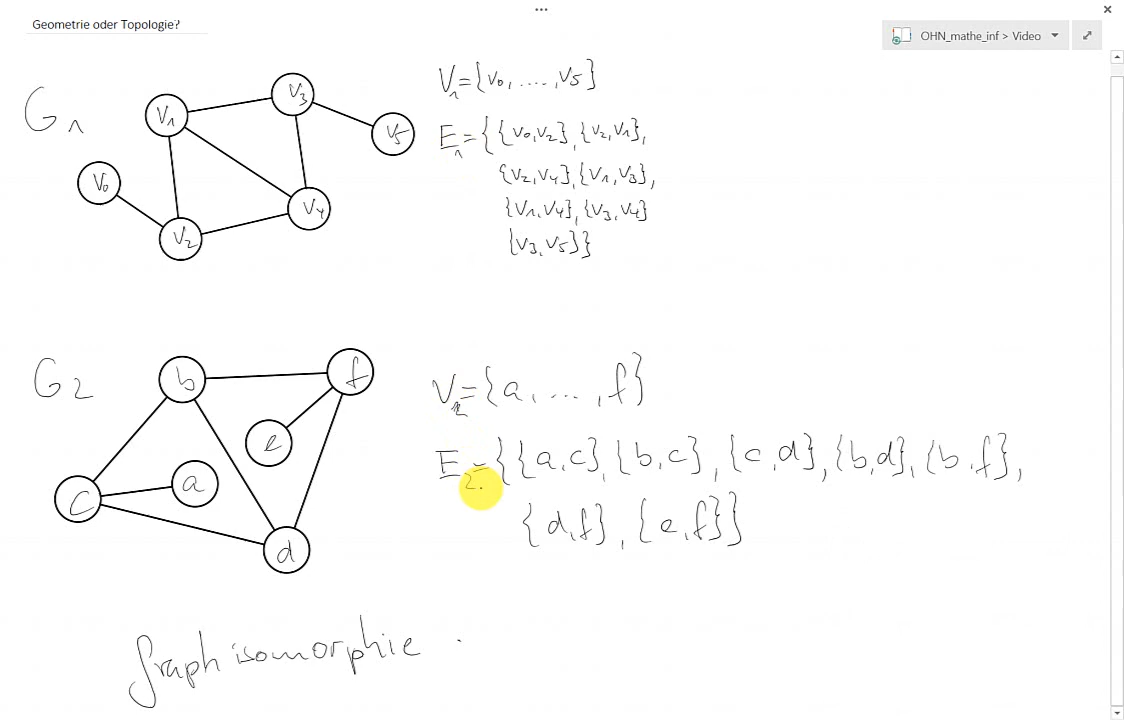 Geometrie oder Topologie?
OHN_mathe_inf > Video
G₁
V₁={v₀,....,v₅}
E₁={{v₀,v₂},{v₂,v₁},
{v₂,v₄},{v₁,v₃},
{v₁,v₄},{v₃,v₄}
{v₃,v₅}}
v₁
v₃
v₅
v₀
v₄
v₂
G₂
V₂={a,...,f}
E₂={{a,c},{b,c},{c,d},{b,d},{b,f},
{d,f},{e,f}}
b
f
e
a
c
d
Graphisomorphie